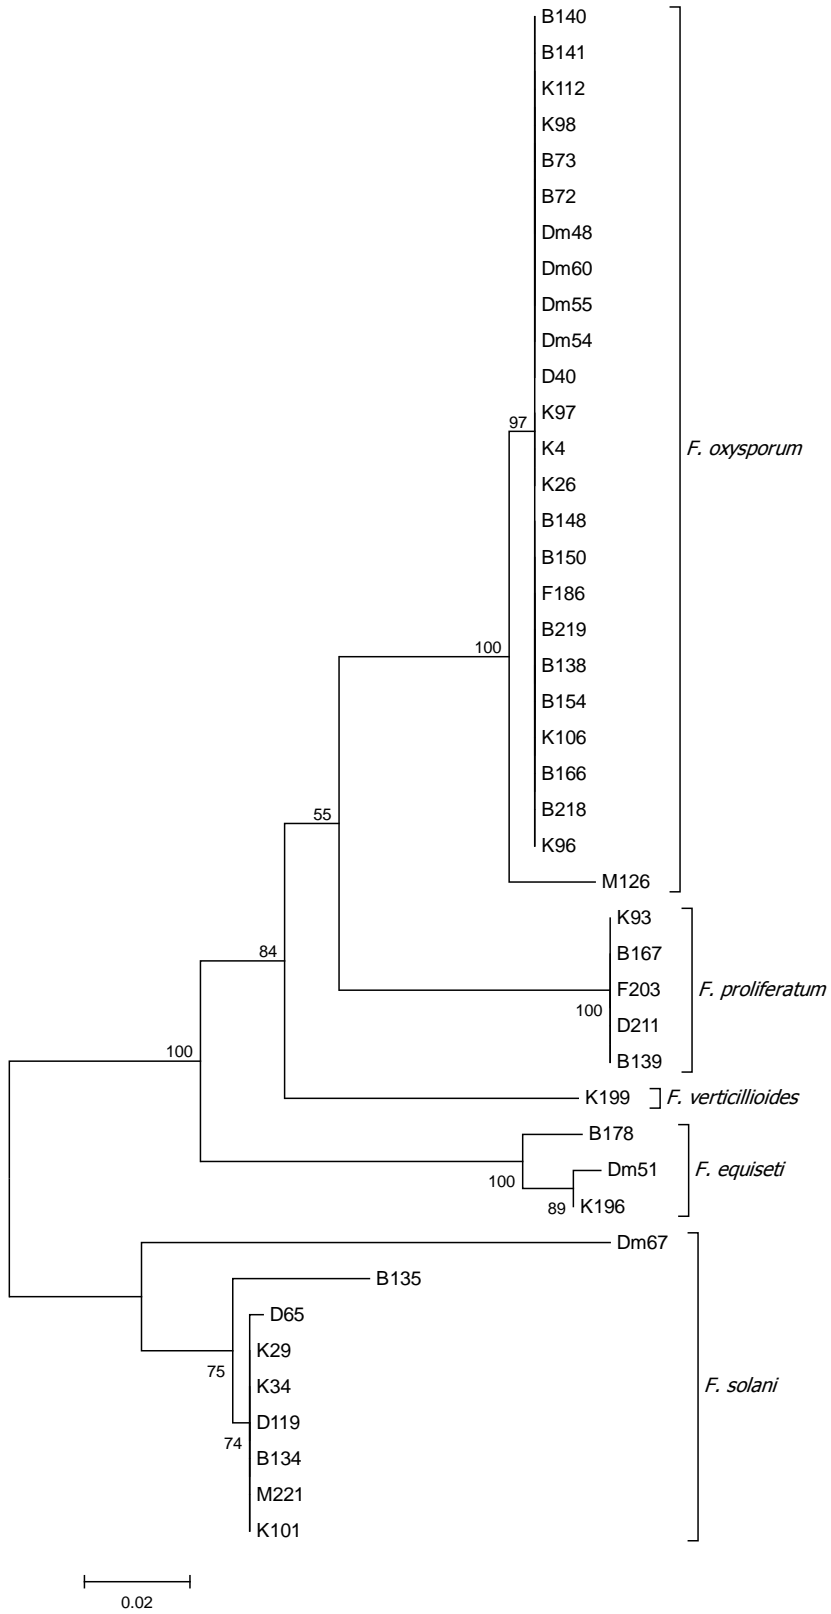 B140
B141
K112
K98
B73
B72
Dm48
Dm60
Dm55
Dm54
D40
K97
97
K4
F. oxysporum
K26
B148
B150
F186
B219
100
B138
B154
K106
B166
B218
55
K96
M126
K93
84
B167
F203
F. proliferatum
100
D211
100
B139
K199
F. verticillioides
B178
Dm51
F. equiseti
100
89
K196
Dm67
B135
D65
K29
75
K34
F. solani
D119
74
B134
M221
K101
0.02